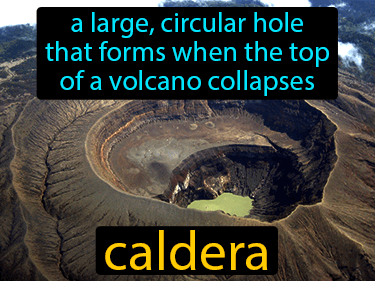 a large, circular hole
that forms when the top
of a volcano collapses
caldera